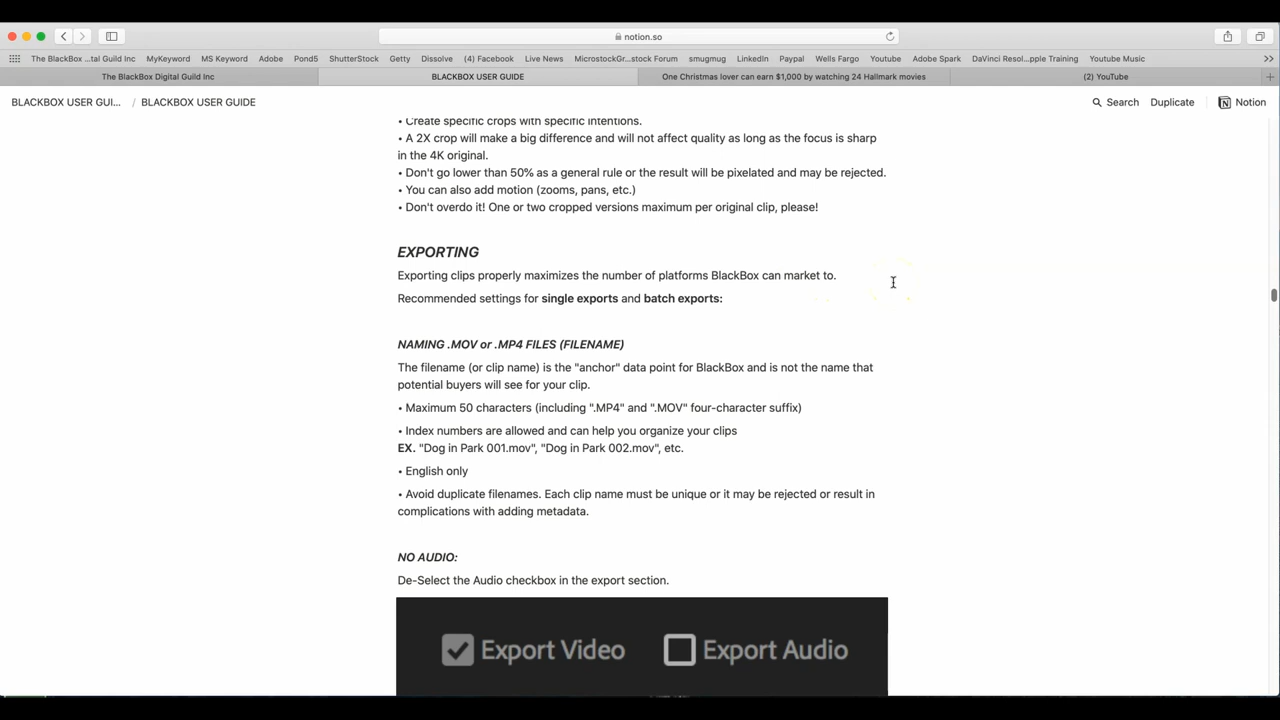 notion.so
The BlackBox ...tal Guild Inc MyKeyword MS Keyword Adobe Pond5 ShutterStock Getty Dissolve (4) Facebook Live News MicrostockGr...stock Forum smugmug LinkedIn Paypal Wells Fargo Youtube Adobe Spark DaVinci Resol...pple Training Youtube Music
The BlackBox Digital Guild Inc BLACKBOX USER GUIDE One Christmas lover can earn $1,000 by watching 24 Hallmark movies (2) YouTube
BLACKBOX USER GUI... / BLACKBOX USER GUIDE Search Duplicate Notion
• Create specific crops with specific intentions.
• A 2X crop will make a big difference and will not affect quality as long as the focus is sharp
in the 4K original.
• Don't go lower than 50% as a general rule or the result will be pixelated and may be rejected.
• You can also add motion (zooms, pans, etc.)
• Don't overdo it! One or two cropped versions maximum per original clip, please!
EXPORTING
Exporting clips properly maximizes the number of platforms BlackBox can market to.
Recommended settings for single exports and batch exports:
NAMING .MOV or .MP4 FILES (FILENAME)
The filename (or clip name) is the "anchor" data point for BlackBox and is not the name that
potential buyers will see for your clip.
• Maximum 50 characters (including ".MP4" and ".MOV" four-character suffix)
• Index numbers are allowed and can help you organize your clips
EX. "Dog in Park 001.mov", "Dog in Park 002.mov", etc.
• English only
• Avoid duplicate filenames. Each clip name must be unique or it may be rejected or result in
complications with adding metadata.
NO AUDIO:
De-Select the Audio checkbox in the export section.
Export Video Export Audio